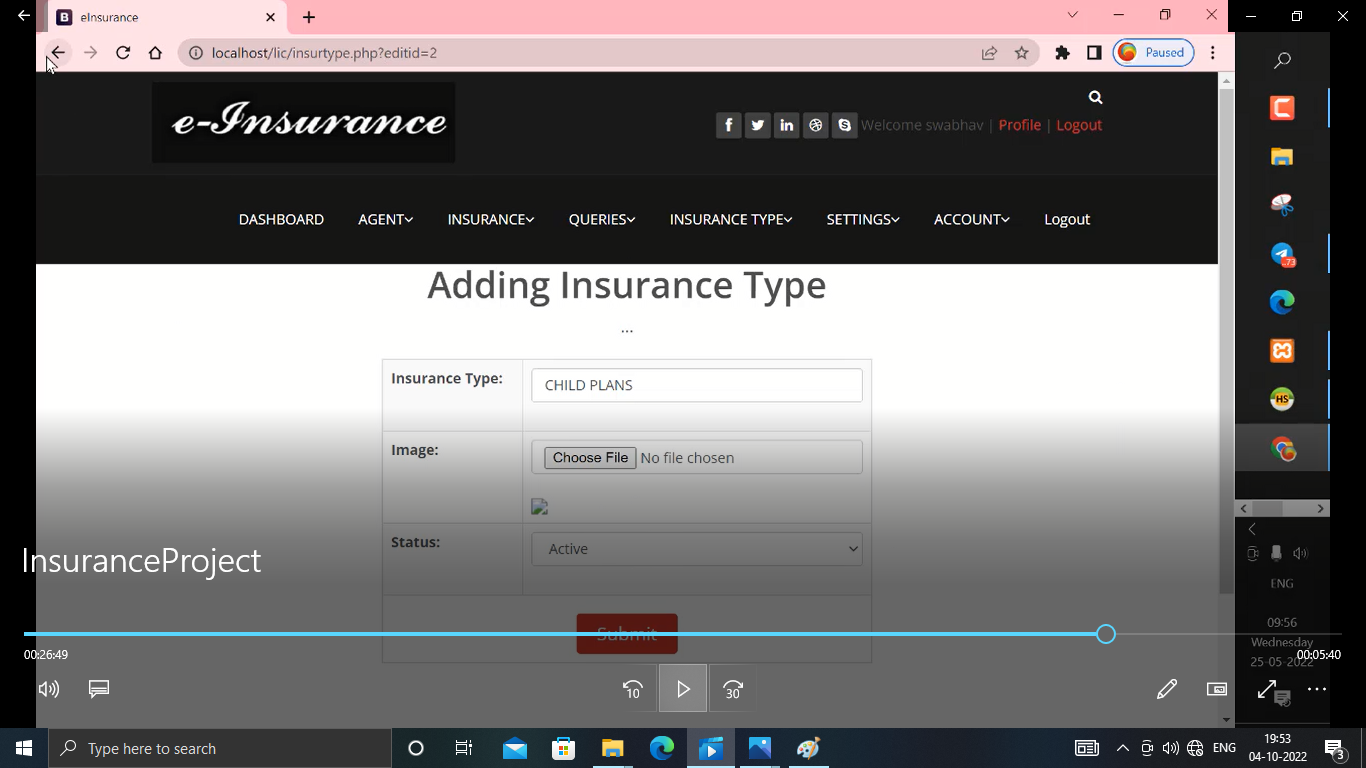 eInsurance
localhost/lic/insurtype.php?editid=2
Paused
e-Insurance
Welcome swabhav | Profile | Logout
DASHBOARD AGENT INSURANCE QUERIES INSURANCE TYPE SETTINGS ACCOUNT Logout
Adding Insurance Type
...
Insurance Type: CHILD PLANS
Image: Choose File No file chosen
Status: Active
Submit
InsuranceProject
00:26:49
00:05:40
10
30
..73
HS
ENG
09:56
Wednesday
25-05-2022
Type here to search
ENG
19:53
04-10-2022
3